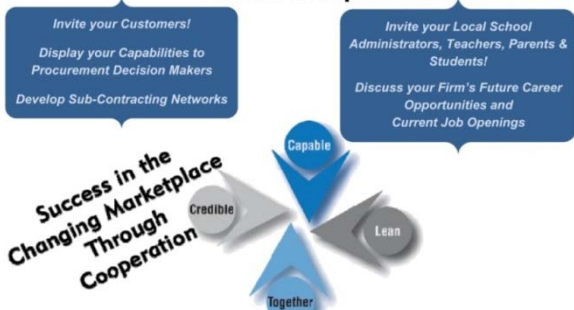 Invite your Customers!
Display your Capabilities to
Procurement Decision Makers
Develop Sub-Contracting Networks
Invite your Local School
Administrators, Teachers, Parents &
Students!
Discuss your Firm's Future Career
Opportunities and
Current Job Openings
Success in the
Changing Marketplace
Through
Cooperation
Capable
Credible
Lean
Together